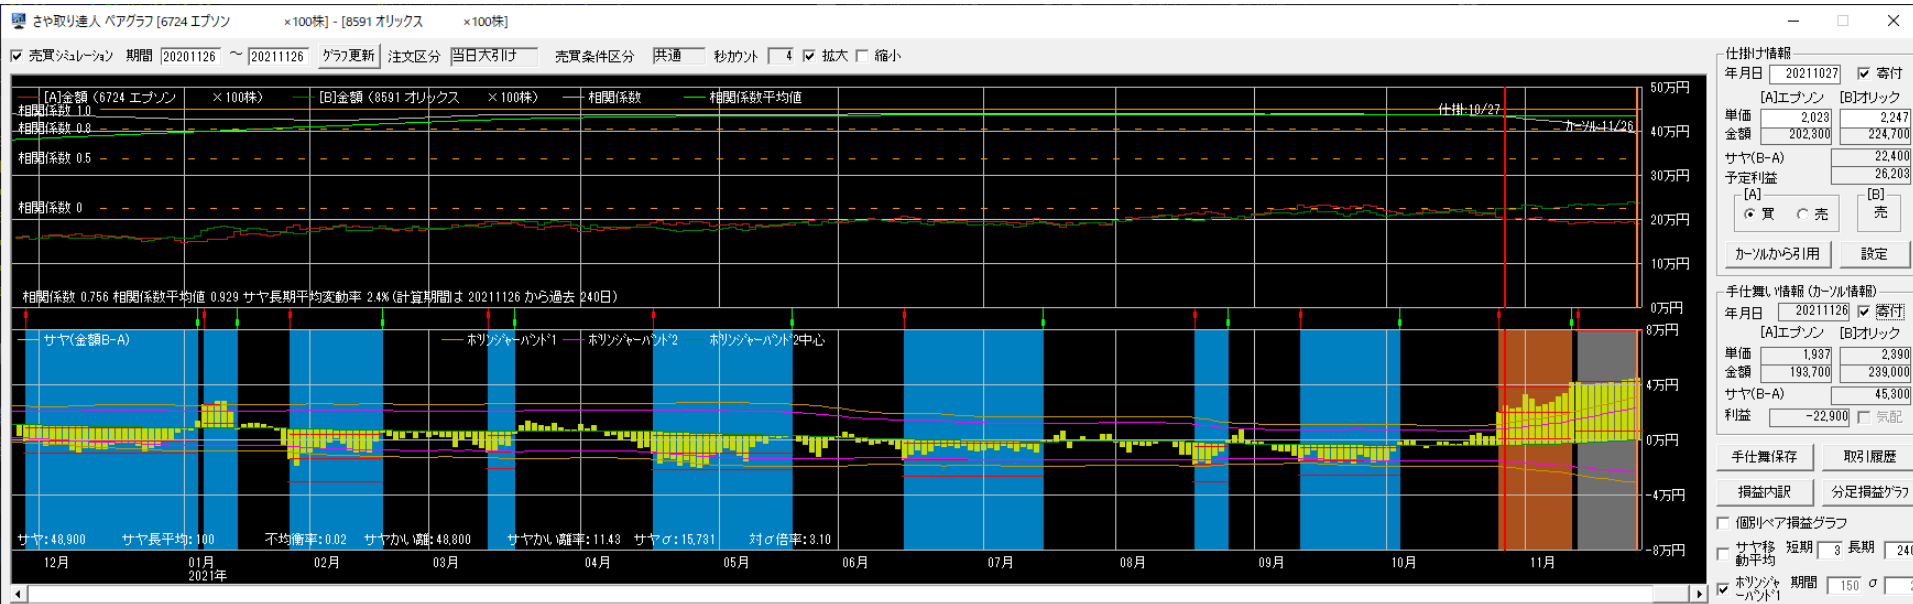 さや取り達人 ペアグラフ [6724 エプソン ×100株] - [8591 オリックス ×100株]
売買シミュレーション 期間 20201126 ～ 20211126 グラフ更新 注文区分 当日大引け 売買条件区分 共通 秒カウント 4 拡大 縮小
[A]金額 (6724 エプソン ×100株) [B]金額 (8591 オリックス ×100株) 相関係数 相関係数平均値
相関係数 1.0
相関係数 0.8
相関係数 0.5
相関係数 0
仕掛:10/27
カーソル:11/26
50万円
40万円
30万円
20万円
10万円
0万円
相関係数 0.756 相関係数平均値 0.929 サヤ長期平均変動率 2.4% (計算期間は 20211126 から過去 240日)
サヤ(金額B-A) ボリンジャーバンド1 ボリンジャーバンド2 ボリンジャーバンド2中心
8万円
4万円
0万円
-4万円
-8万円
サヤ:48,900 サヤ長平均:100 不均衡率:0.02 サヤかい離:48,800 サヤかい離率:11.43 サヤσ:15,731 対σ倍率:3.10
12月 01月 02月 03月 04月 05月 06月 07月 08月 09月 10月 11月
2021年
仕掛け情報
年月日 20211027 寄付
[A]エプソン [B]オリック
単価 2,023 2,247
金額 202,300 224,700
サヤ(B-A) 22,400
予定利益 26,203
[A] [B]
買 売 売
カーソルから引用 設定
手仕舞い情報 (カーソル情報)
年月日 20211126 寄付
[A]エプソン [B]オリック
単価 1,937 2,390
金額 193,700 239,000
サヤ(B-A) 45,300
利益 -22,900 気配
手仕舞保存 取引履歴
損益内訳 分足損益グラフ
個別ペア損益グラフ
サヤ移動平均 短期 3 長期 240
ボリンジャーバンド1 期間 150 σ